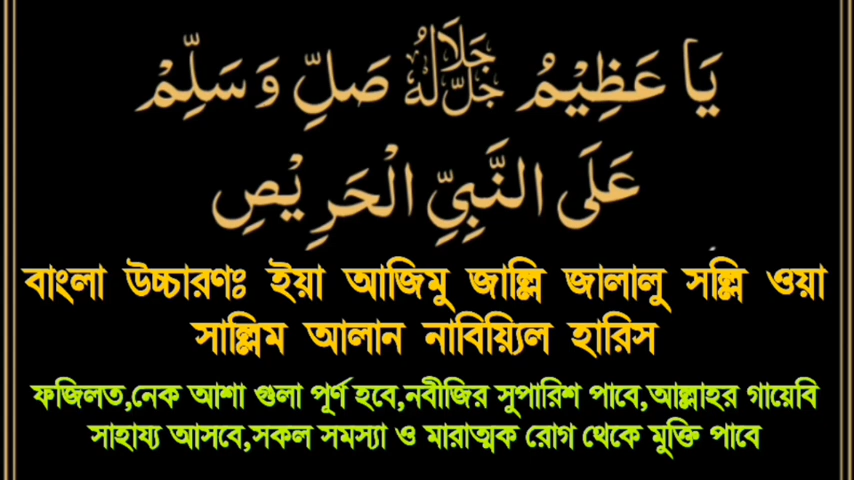 يَا عَظِيْمُ جَلَّ جَلَالُهُ صَلِّ وَسَلِّمْ
عَلَى النَّبِيِّ الْحَرِيْصِ
বাংলা উচ্চারণঃ ইয়া আজিমু জাল্লি জালালু সল্লি ওয়া
সাল্লিম আলান নাবিয়্যিল হারিস
ফজিলত,নেক আশা গুলা পূর্ণ হবে,নবীজির সুপারিশ পাবে,আল্লাহর গায়েবি
সাহায্য আসবে,সকল সমস্যা ও মারাত্মক রোগ থেকে মুক্তি পাবে